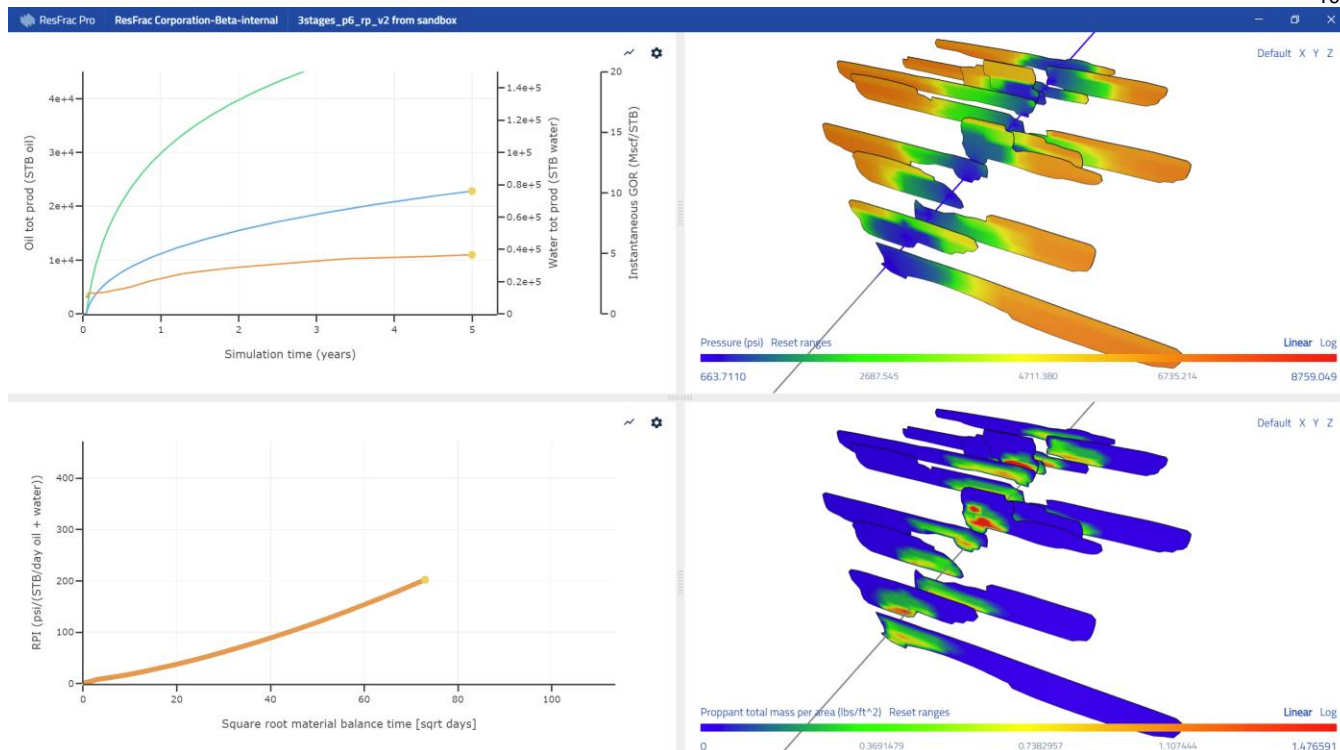 ResFrac Pro ResFrac Corporation-Beta-internal 3stages_p6_rp_v2 from sandbox
Oil tot prod (STB oil)
4e+4
3e+4
2e+4
1e+4
0
0 1 2 3 4 5
Simulation time (years)
1.4e+5
1.2e+5
1e+5
0.8e+5
0.6e+5
0.4e+5
0.2e+5
0
Water tot prod (STB water)
20
15
10
5
0
Instantaneous GOR (Mscf/STB)
Default X Y Z
Pressure (psi) Reset ranges Linear Log
663.7110 2687.545 4711.380 6735.214 8759.049
RPI (psi/(STB/day oil + water))
400
300
200
100
0
0 20 40 60 80 100
Square root material balance time [sqrt days]
Default X Y Z
Proppant total mass per area (lbs/ft^2) Reset ranges Linear Log
0 0.3691479 0.7382957 1.107444 1.476591